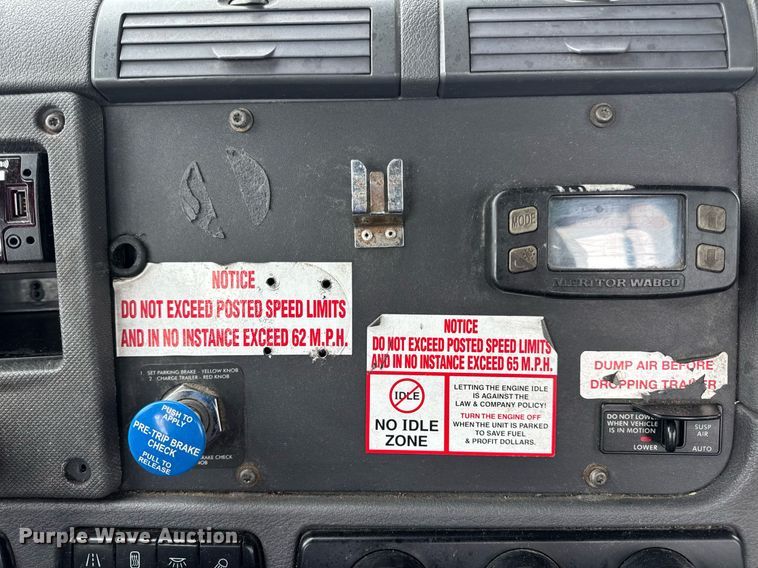 NOTICE
DO NOT EXCEED POSTED SPEED LIMITS
AND IN NO INSTANCE EXCEED 62 M.P.H.
MODE
MERITOR WABCO
NOTICE
DO NOT EXCEED POSTED SPEED LIMITS
AND IN NO INSTANCE EXCEED 65 M.P.H.
IDLE
NO IDLE
ZONE
LETTING THE ENGINE IDLE
IS AGAINST THE
LAW & COMPANY POLICY!
TURN THE ENGINE OFF
WHEN THE UNIT IS PARKED
TO SAVE FUEL
& PROFIT DOLLARS.
DUMP AIR BEFORE
DROPPING TRAILER
DO NOT LOWER
WHEN VEHICLE
IS IN MOTION
LOWER
SUSP
AIR
AUTO
1. SET PARKING BRAKE - YELLOW KNOB
2. CHARGE TRAILER - RED KNOB
PUSH TO
APPLY
PRE-TRIP BRAKE
CHECK
PULL TO
RELEASE
BRAKE CHECK
KNOB
Purple Wave Auction